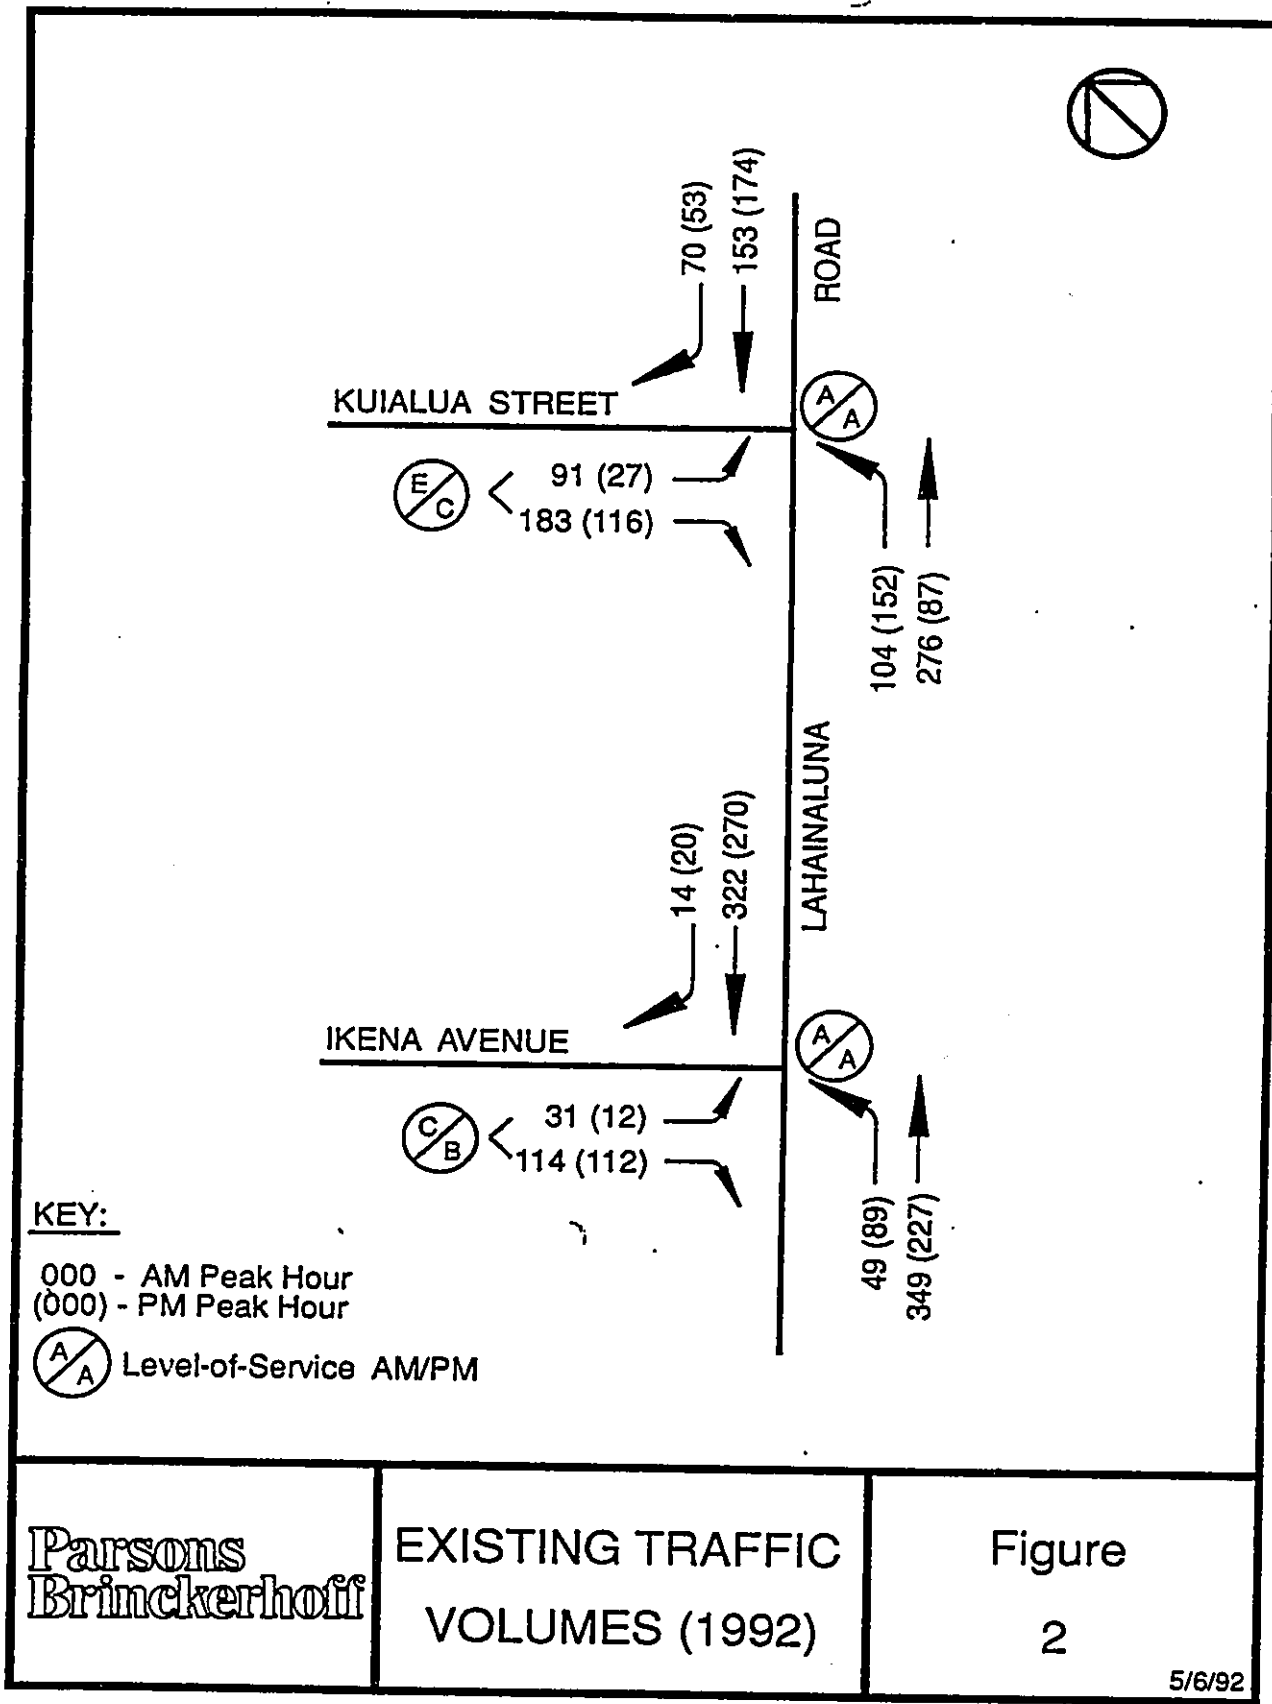 70 (53)
153 (174)
ROAD
KUIALUA STREET
A
A
E
C
91 (27)
183 (116)
104 (152)
276 (87)
LAHAINALUNA
14 (20)
322 (270)
IKENA AVENUE
A
A
C
B
31 (12)
114 (112)
49 (89)
349 (227)
KEY:
000 - AM Peak Hour
(000) - PM Peak Hour
A
A
Level-of-Service AM/PM
Parsons
Brinckerhoff
EXISTING TRAFFIC
VOLUMES (1992)
Figure
2
5/6/92